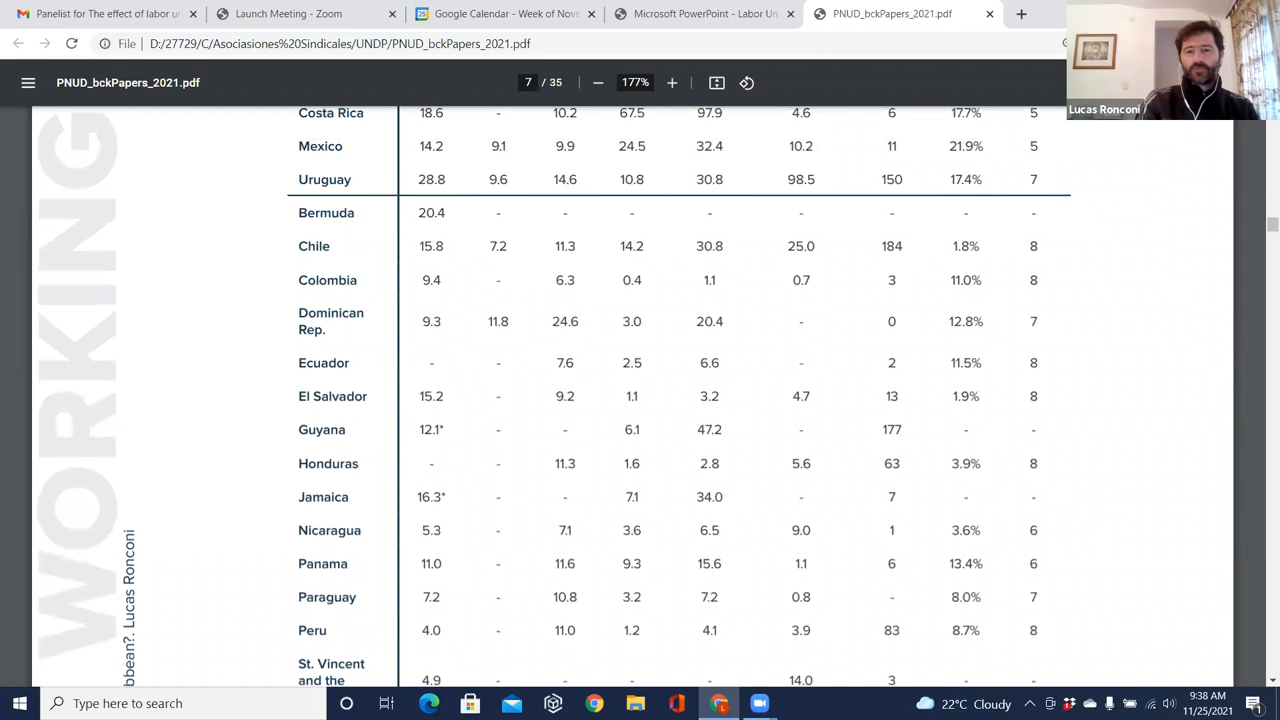 Panelist for The effect of labor un
Launch Meeting - Zoom
Google Calendar - Week of Nove
Microsoft PowerPoint - Labor Un
PNUD_bckPapers_2021.pdf
File D:/27729/C/Asociasiones%20Sindicales/UNDP/PNUD_bckPapers_2021.pdf
PNUD_bckPapers_2021.pdf
7 / 35
177%
Lucas Ronconi
WORKING
bbean?. Lucas Ronconi
Costa Rica 18.6 - 10.2 67.5 97.9 4.6 6 17.7% 5
Mexico 14.2 9.1 9.9 24.5 32.4 10.2 11 21.9% 5
Uruguay 28.8 9.6 14.6 10.8 30.8 98.5 150 17.4% 7
Bermuda 20.4 - - - - - - - -
Chile 15.8 7.2 11.3 14.2 30.8 25.0 184 1.8% 8
Colombia 9.4 - 6.3 0.4 1.1 0.7 3 11.0% 8
Dominican
Rep. 9.3 11.8 24.6 3.0 20.4 - 0 12.8% 7
Ecuador - - 7.6 2.5 6.6 - 2 11.5% 8
El Salvador 15.2 - 9.2 1.1 3.2 4.7 13 1.9% 8
Guyana 12.1* - - 6.1 47.2 - 177 - -
Honduras - - 11.3 1.6 2.8 5.6 63 3.9% 8
Jamaica 16.3* - - 7.1 34.0 - 7 - -
Nicaragua 5.3 - 7.1 3.6 6.5 9.0 1 3.6% 6
Panama 11.0 - 11.6 9.3 15.6 1.1 6 13.4% 6
Paraguay 7.2 - 10.8 3.2 7.2 0.8 - 8.0% 7
Peru 4.0 - 11.0 1.2 4.1 3.9 83 8.7% 8
St. Vincent
and the 4.9 - - - - 14.0 3 - -
Type here to search
22°C Cloudy
9:38 AM
11/25/2021
1